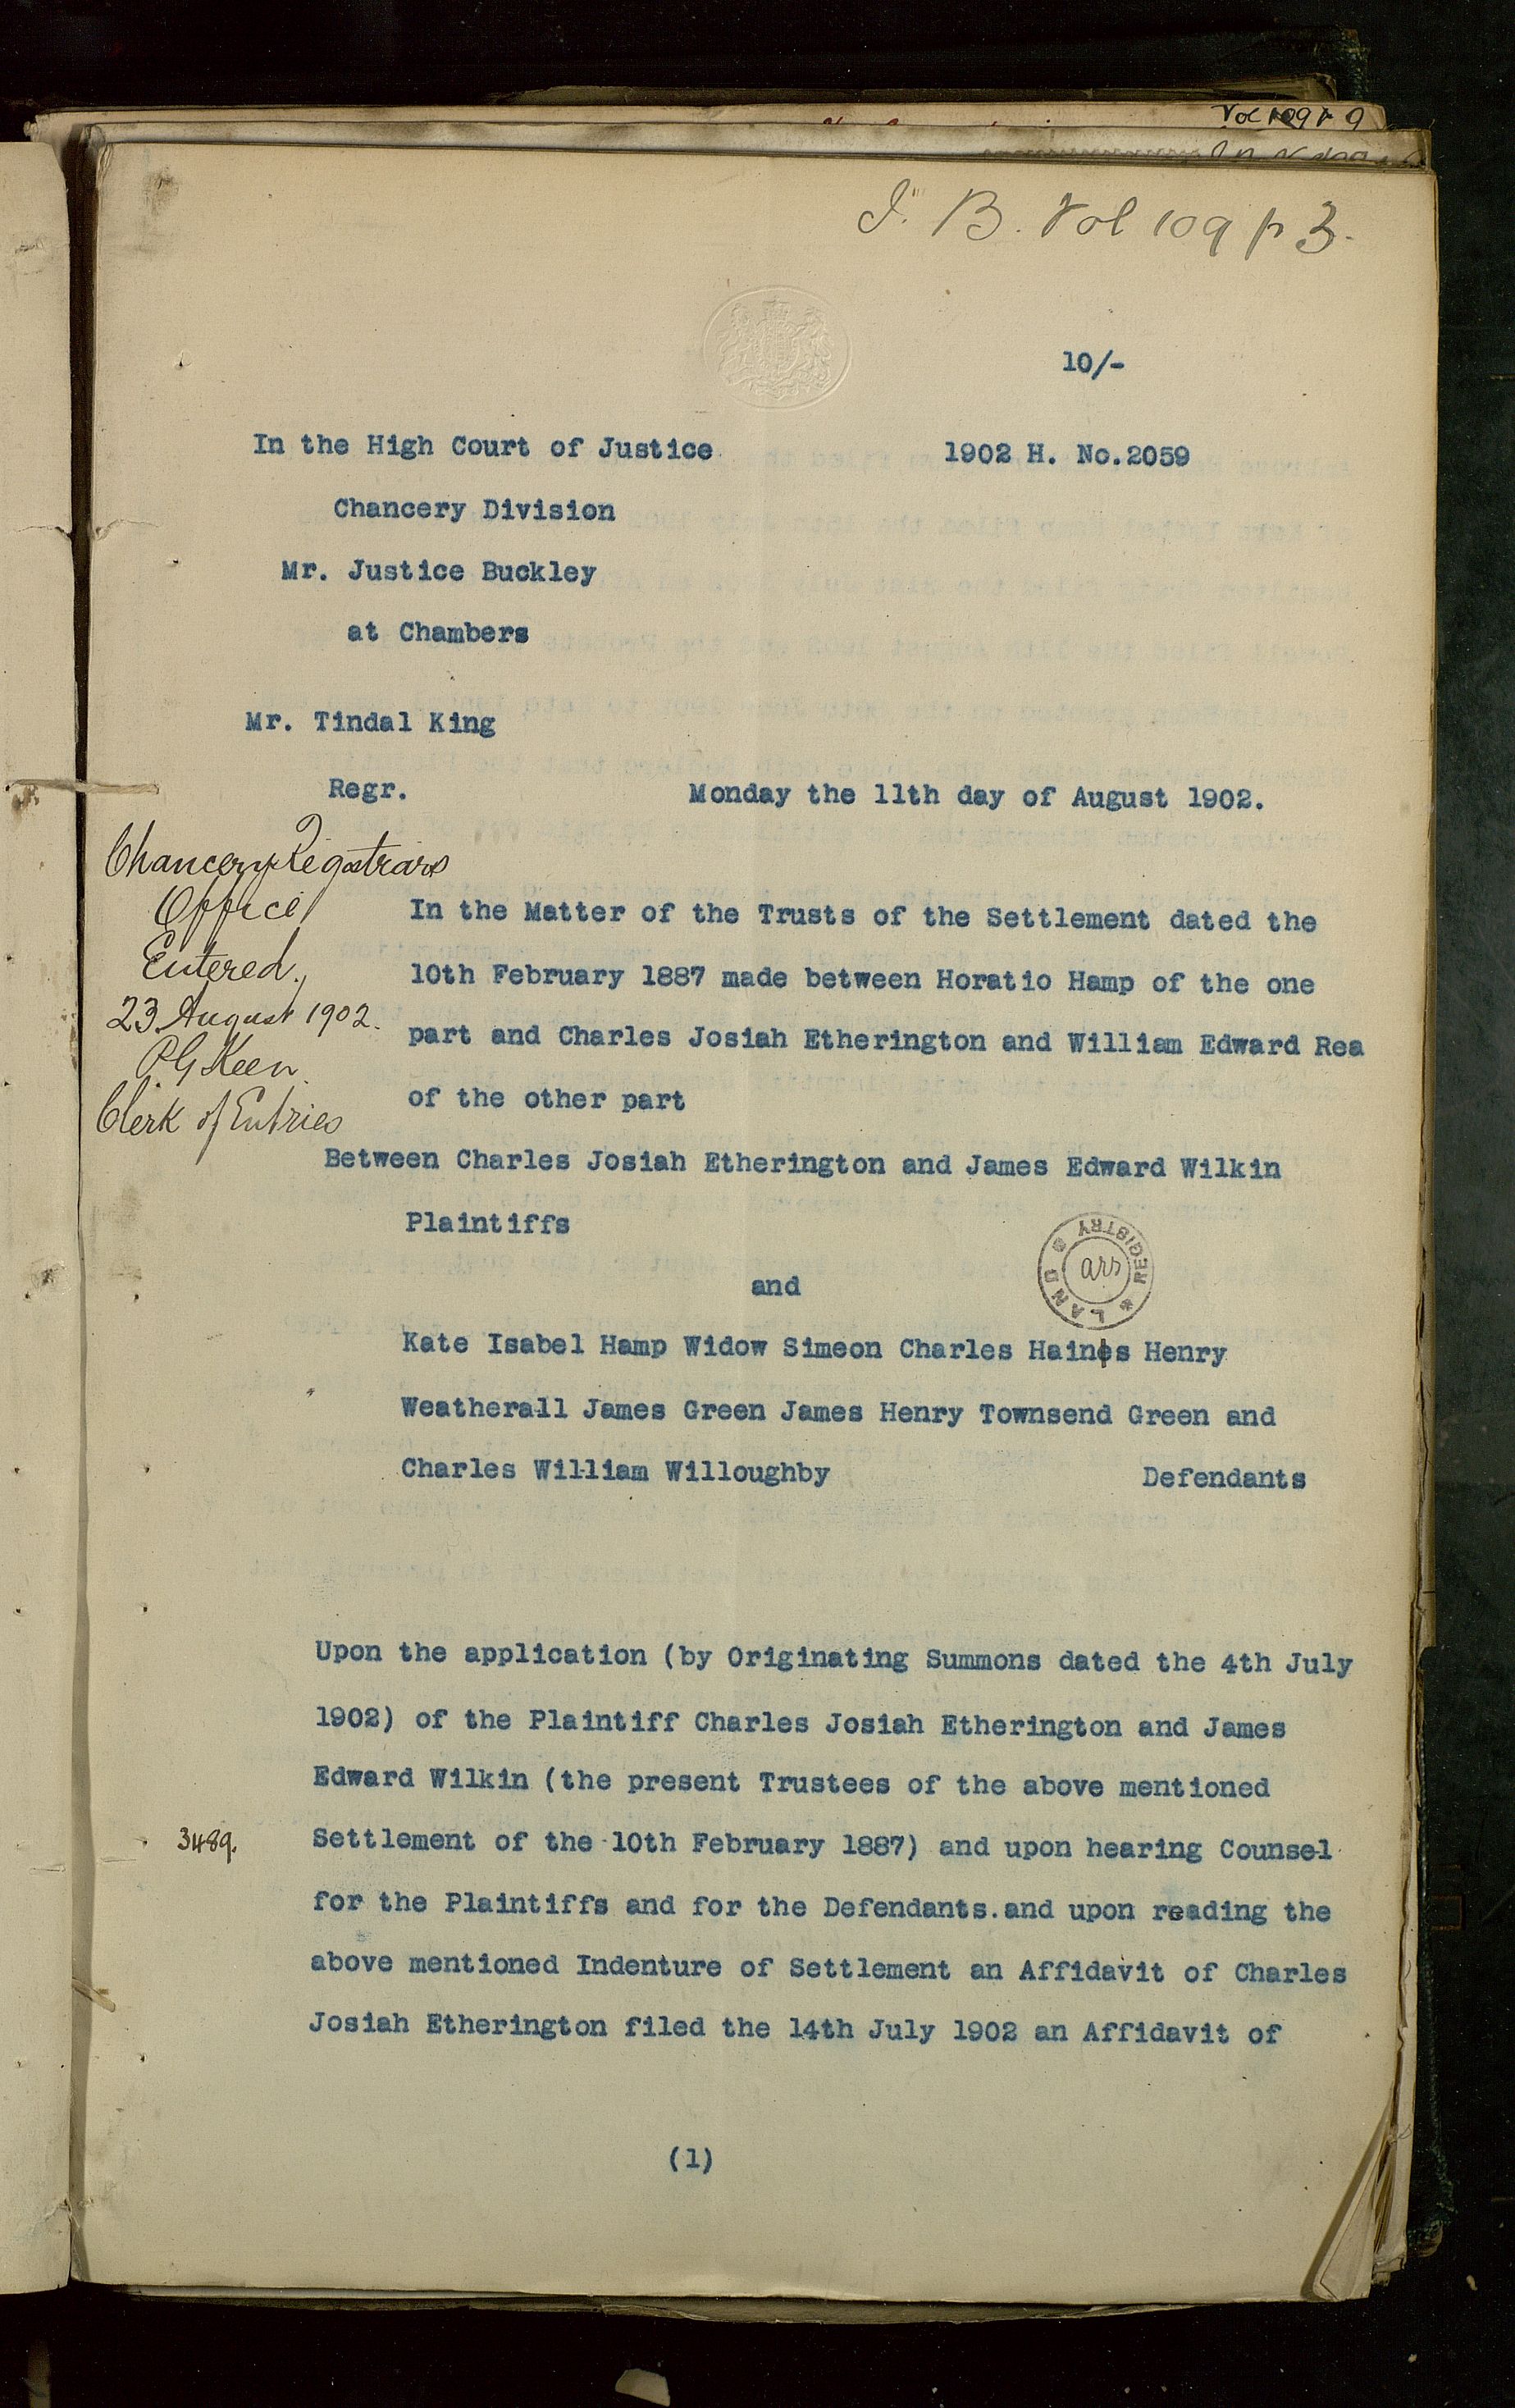 Vol 109 p 9
I. B. Vol 109 p 3.
10/-
In the High Court of Justice
1902 H. No.2059
Chancery Division
Mr. Justice Buckley
at Chambers
Mr. Tindal King
Regr.
Monday the 11th day of August 1902.
Chancery Registrars
Office
Entered.
23 August 1902.
P.G Keen
Clerk of Entries
In the Matter of the Trusts of the Settlement dated the
10th February 1887 made between Horatio Hamp of the one
part and Charles Josiah Etherington and William Edward Rea
of the other part
Between Charles Josiah Etherington and James Edward Wilkin
Plaintiffs
LAND REGISTRY
and
Kate Isabel Hamp Widow Simeon Charles Haines Henry
Weatherall James Green James Henry Townsend Green and
Charles William Willoughby
Defendants
Upon the application (by Originating Summons dated the 4th July
1902) of the Plaintiff Charles Josiah Etherington and James
Edward Wilkin (the present Trustees of the above mentioned
3489.
Settlement of the 10th February 1887) and upon hearing Counsel
for the Plaintiffs and for the Defendants.and upon reading the
above mentioned Indenture of Settlement an Affidavit of Charles
Josiah Etherington filed the 14th July 1902 an Affidavit of
(1)